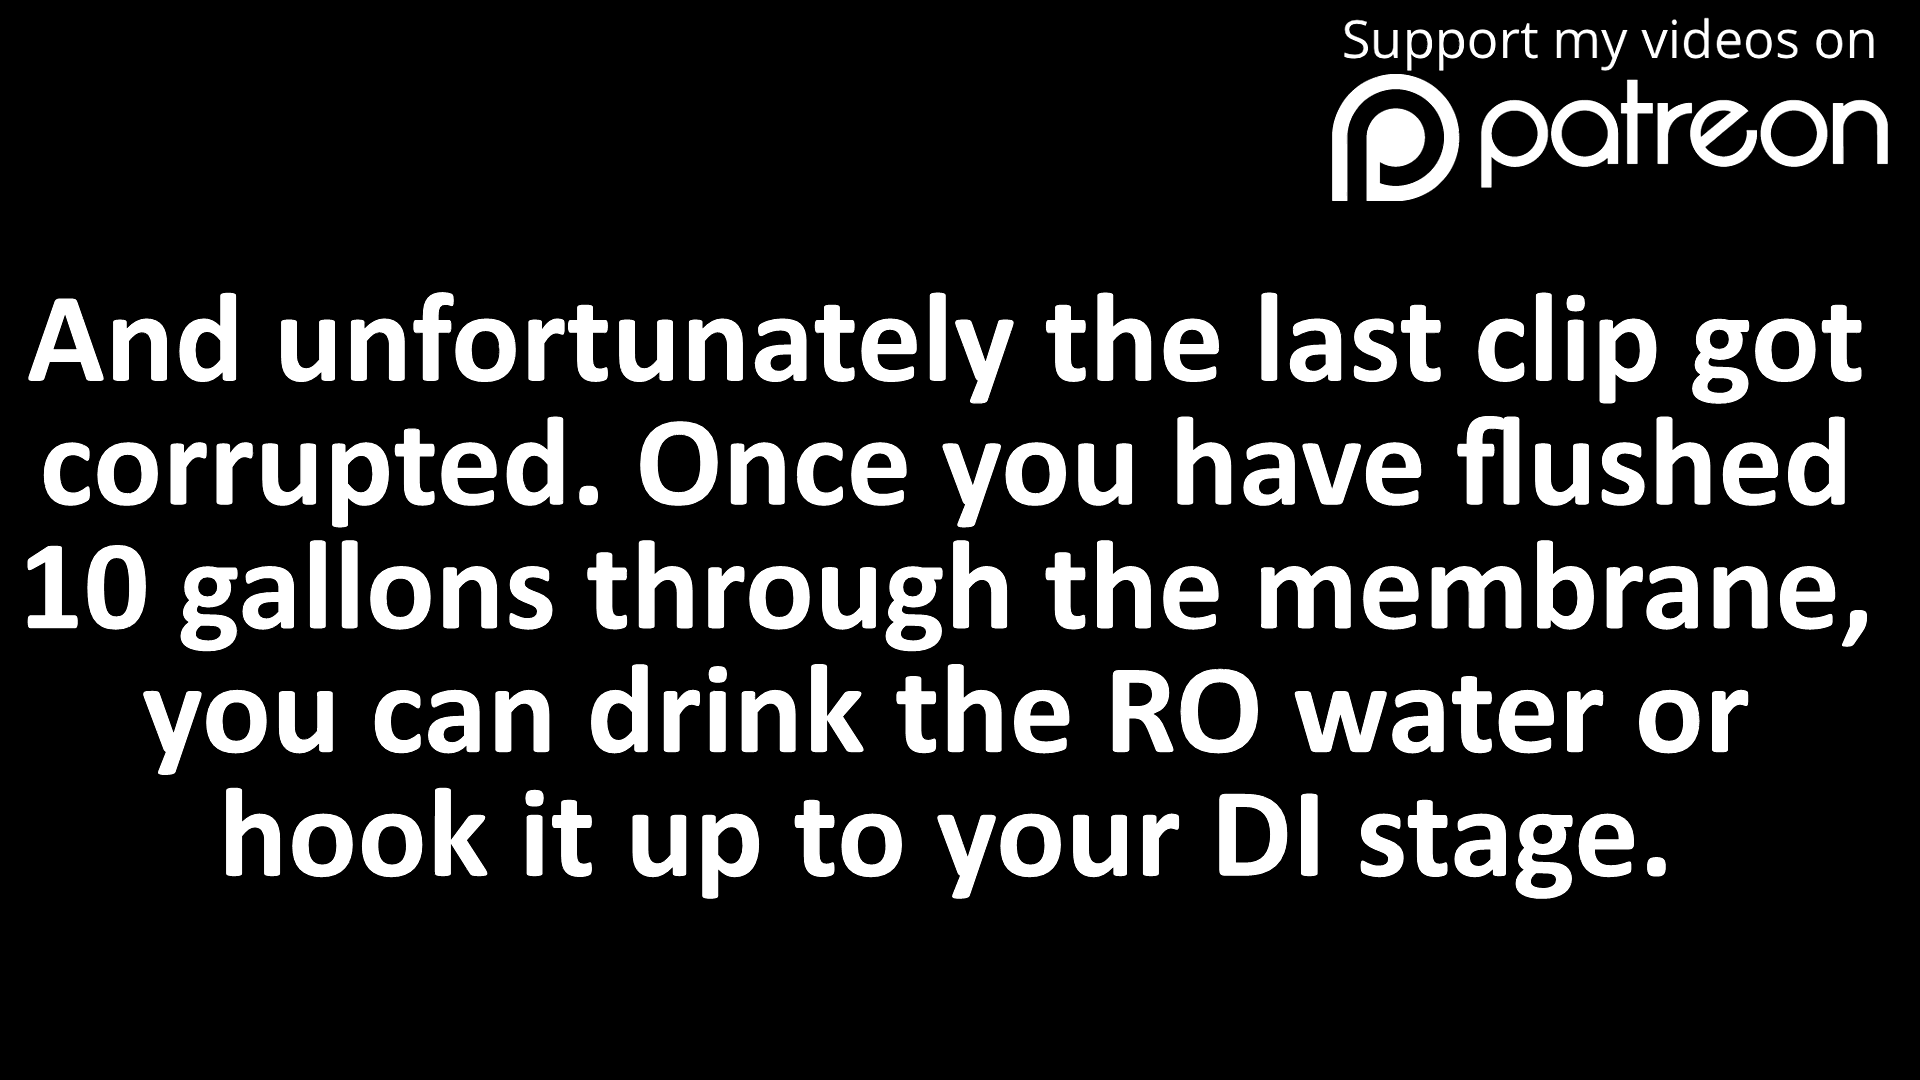 Support my videos on
patreon
And unfortunately the last clip got
corrupted. Once you have flushed
10 gallons through the membrane,
you can drink the RO water or
hook it up to your DI stage.